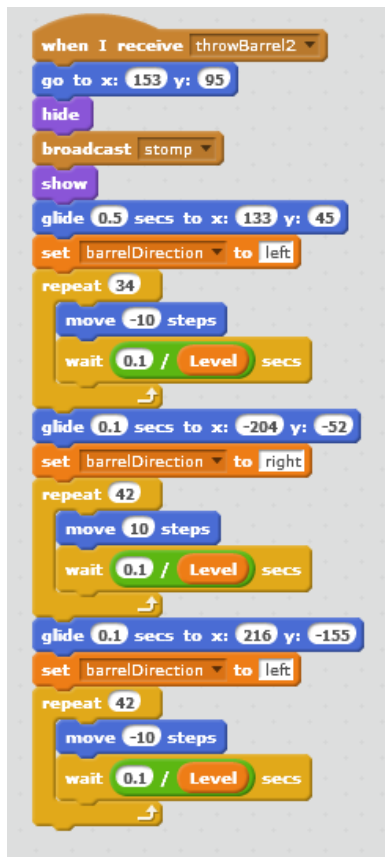 when I receive throwBarrel2
go to x: 153 y: 95
hide
broadcast stomp
show
glide 0.5 secs to x: 133 y: 45
set barrelDirection to left
repeat 34
move -10 steps
wait 0.1 / Level secs
glide 0.1 secs to x: -204 y: -52
set barrelDirection to right
repeat 42
move 10 steps
wait 0.1 / Level secs
glide 0.1 secs to x: 216 y: -155
set barrelDirection to left
repeat 42
move -10 steps
wait 0.1 / Level secs